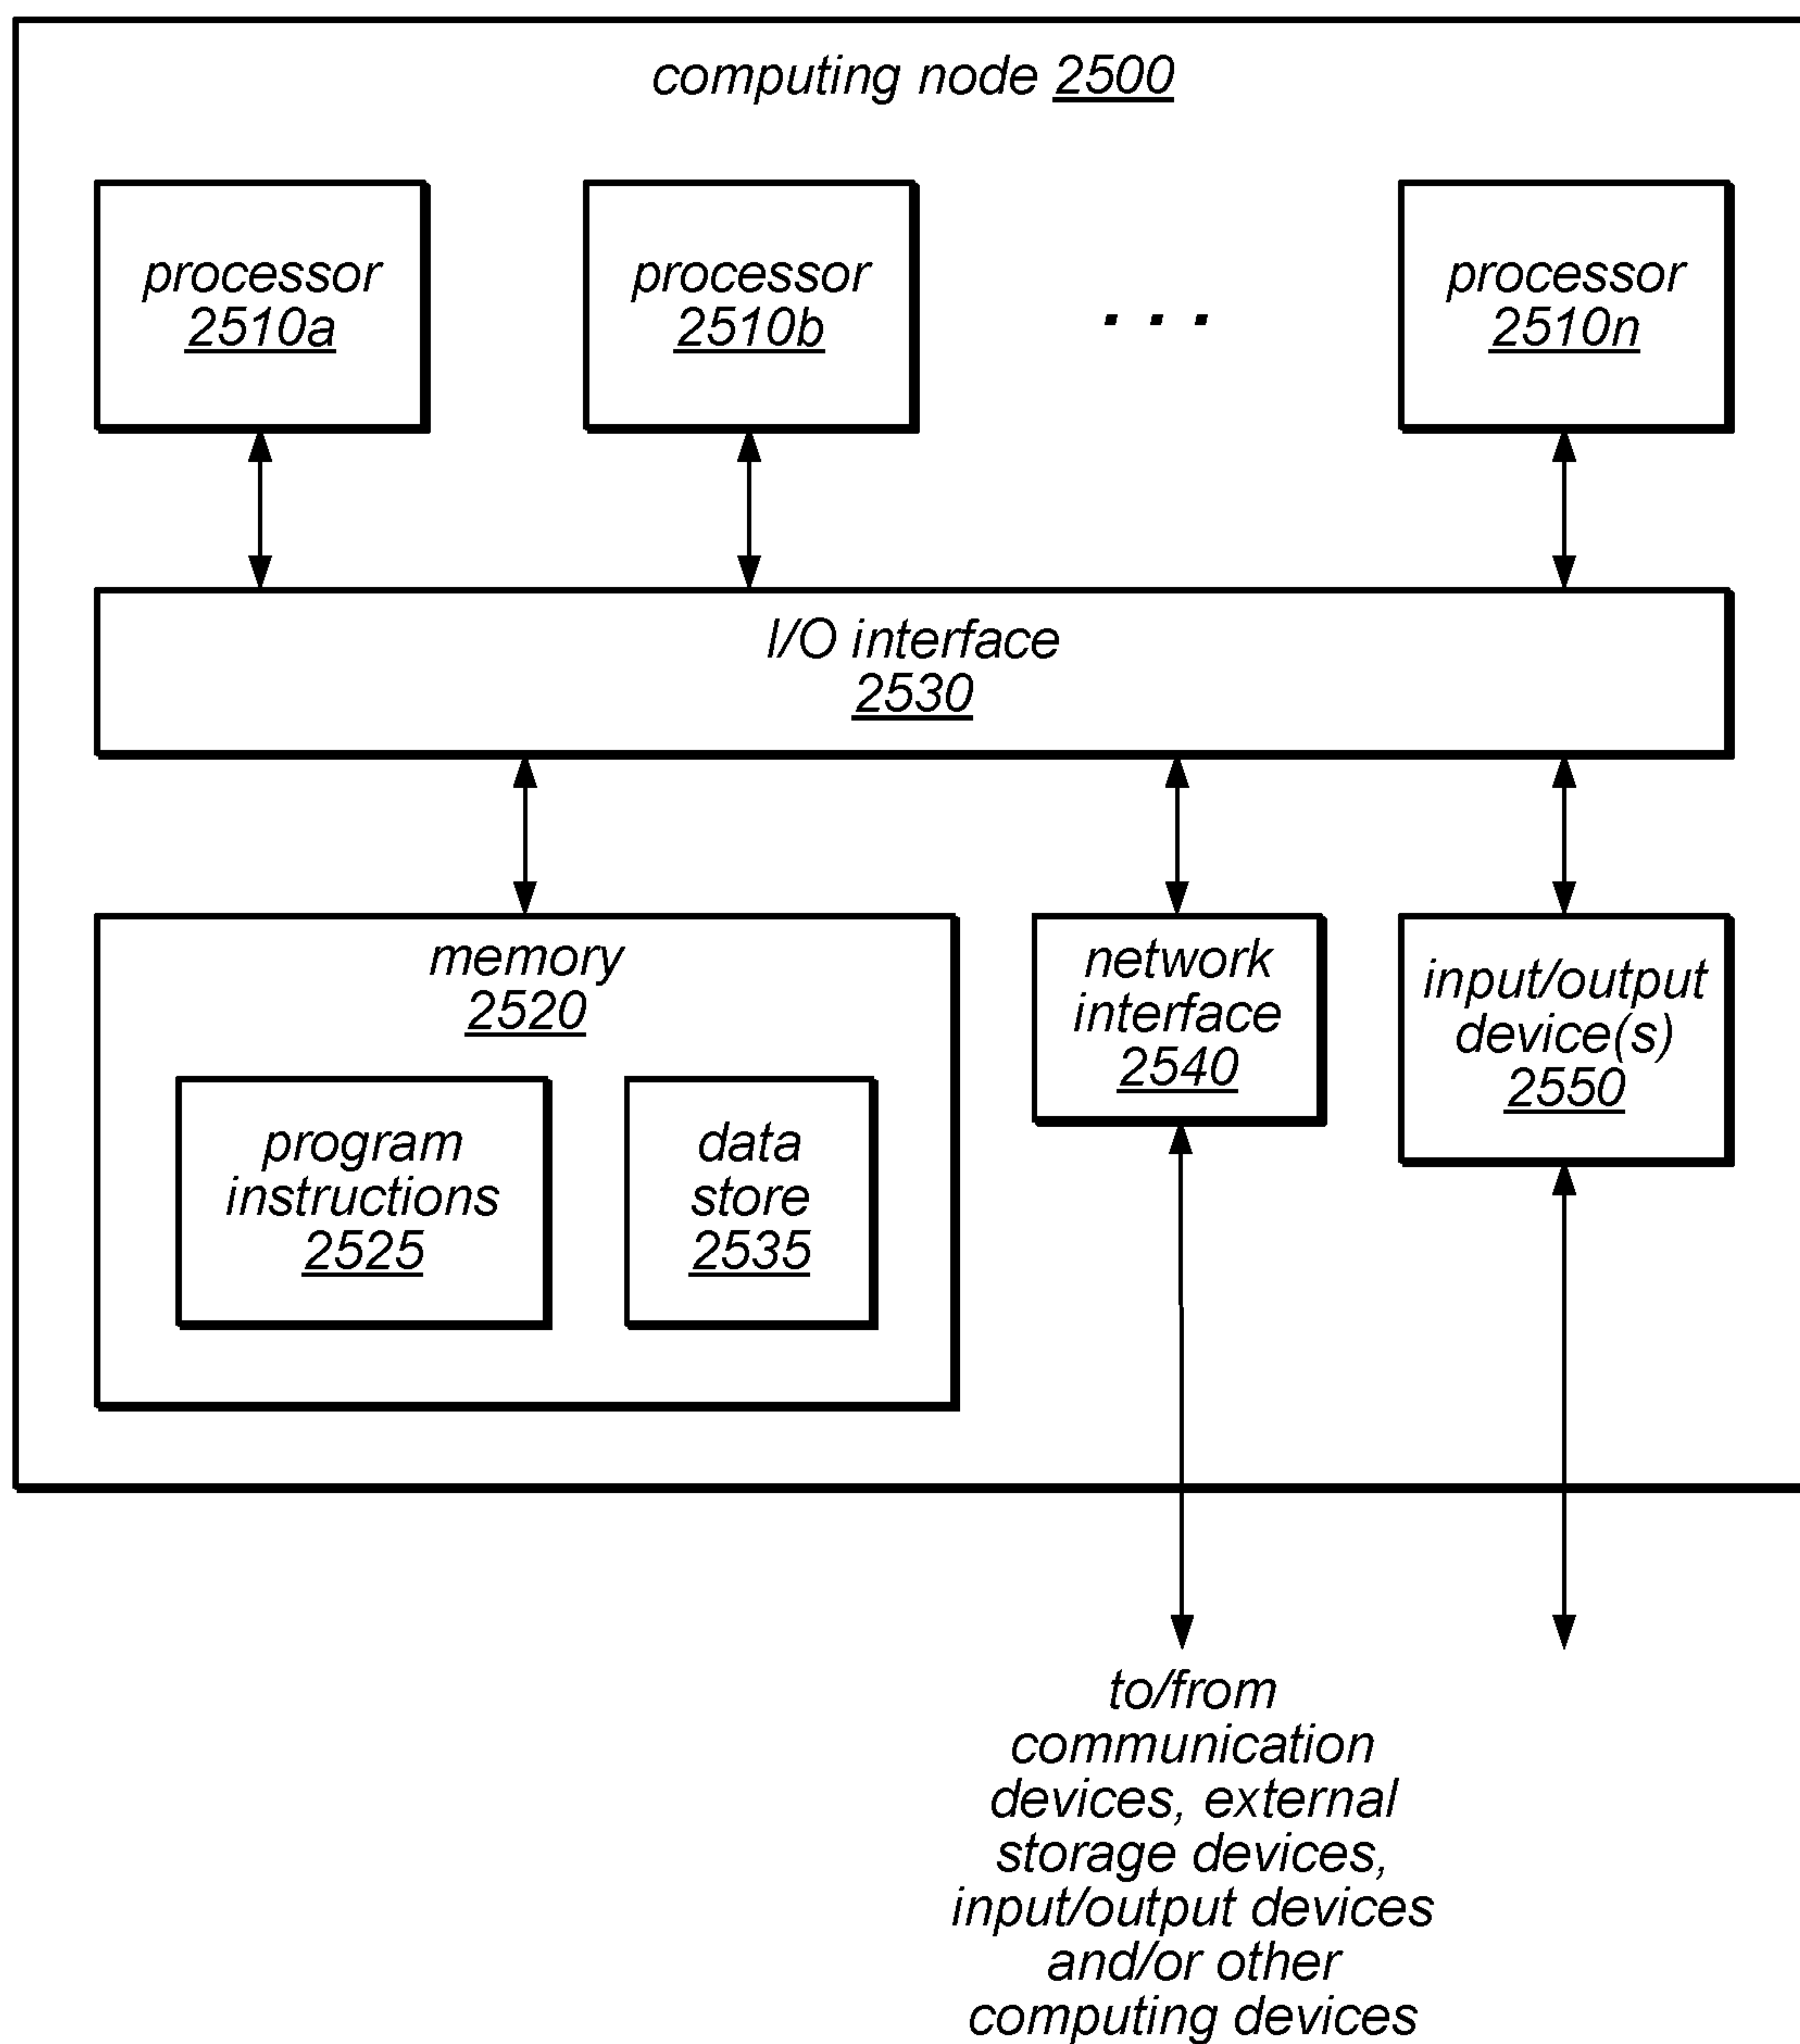 computing node 2500
processor
2510a
processor
2510b
. . .
processor
2510n
I/O interface
2530
memory
2520
program
instructions
2525
data
store
2535
network
interface
2540
input/output
device(s)
2550
to/from
communication
devices, external
storage devices,
input/output devices
and/or other
computing devices